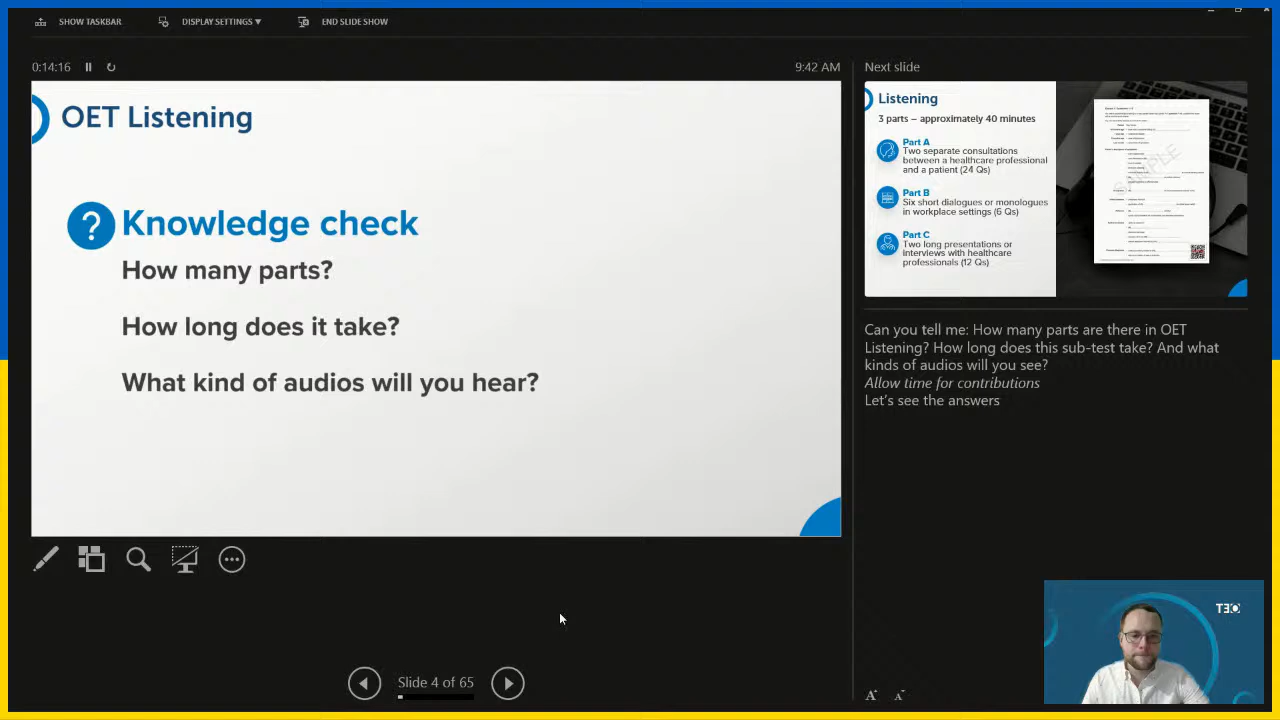 SHOW TASKBAR
DISPLAY SETTINGS ▼
END SLIDE SHOW
0:14:16
9:42 AM
OET Listening
? Knowledge check
How many parts?
How long does it take?
What kind of audios will you hear?
Slide 4 of 65
Next slide
Listening
3 parts – approximately 40 minutes
Part A
Two separate consultations
between a healthcare professional
and a patient (24 Qs)
Part B
Six short dialogues or monologues
in workplace settings (6 Qs)
Part C
Two long presentations or
interviews with healthcare
professionals (12 Qs)
SAMPLE
Can you tell me: How many parts are there in OET
Listening? How long does this sub-test take? And what
kinds of audios will you see?
Allow time for contributions
Let's see the answers
A A